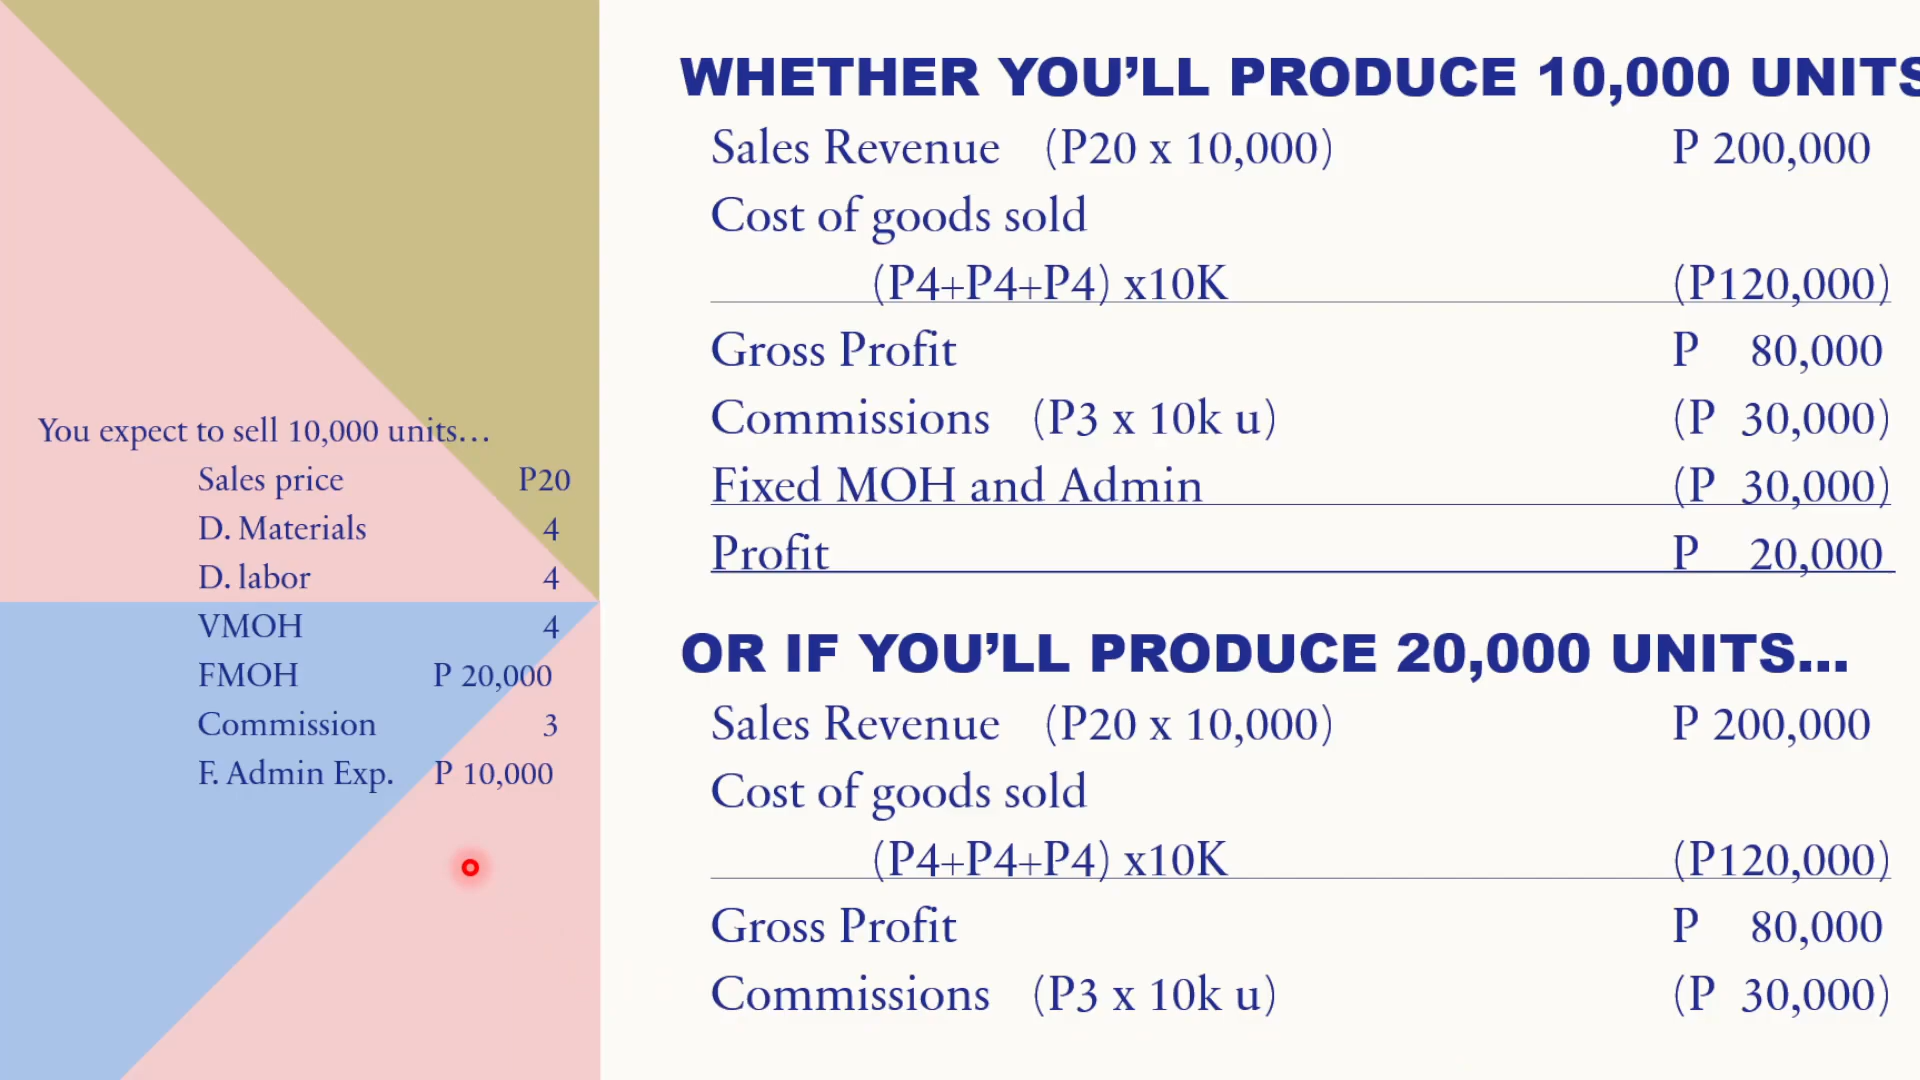 You expect to sell 10,000 units…
Sales price P20
D. Materials 4
D. labor 4
VMOH 4
FMOH P 20,000
Commission 3
F. Admin Exp. P 10,000
WHETHER YOU’LL PRODUCE 10,000 UNITS
Sales Revenue (P20 x 10,000) P 200,000
Cost of goods sold
(P4+P4+P4) x10K (P120,000)
Gross Profit P 80,000
Commissions (P3 x 10k u) (P 30,000)
Fixed MOH and Admin (P 30,000)
Profit P 20,000
OR IF YOU’LL PRODUCE 20,000 UNITS…
Sales Revenue (P20 x 10,000) P 200,000
Cost of goods sold
(P4+P4+P4) x10K (P120,000)
Gross Profit P 80,000
Commissions (P3 x 10k u) (P 30,000)